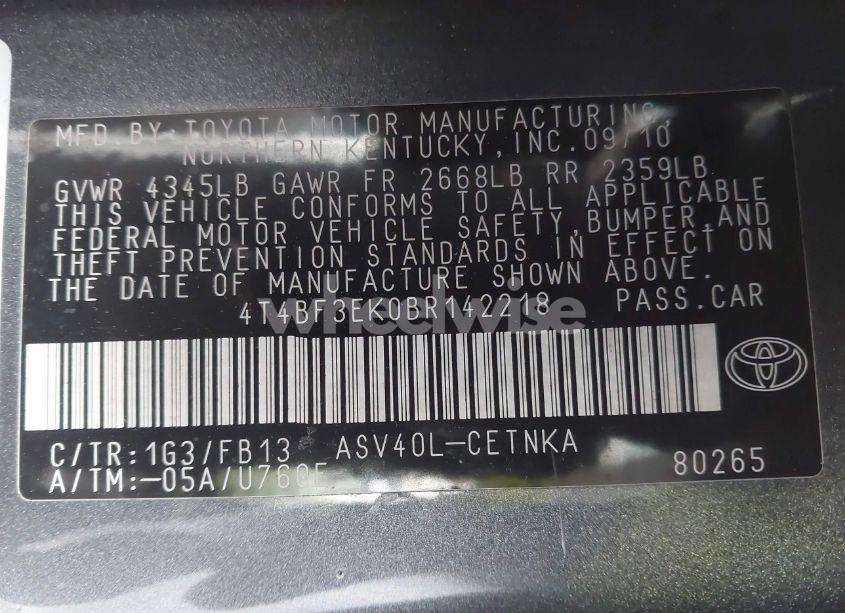 MFD. BY: TOYOTA MOTOR MANUFACTURING,
NORTHERN KENTUCKY, INC. 09/10
GVWR 4345LB GAWR FR 2668LB RR 2359LB
THIS VEHICLE CONFORMS TO ALL APPLICABLE
FEDERAL MOTOR VEHICLE SAFETY, BUMPER, AND
THEFT PREVENTION STANDARDS IN EFFECT ON
THE DATE OF MANUFACTURE SHOWN ABOVE.
4T4BF3EK0BR142218 PASS. CAR
wheelwise
C/TR: 1G3/FB13 ASV40L-CETNKA
A/TM: -05A/U760E 80265